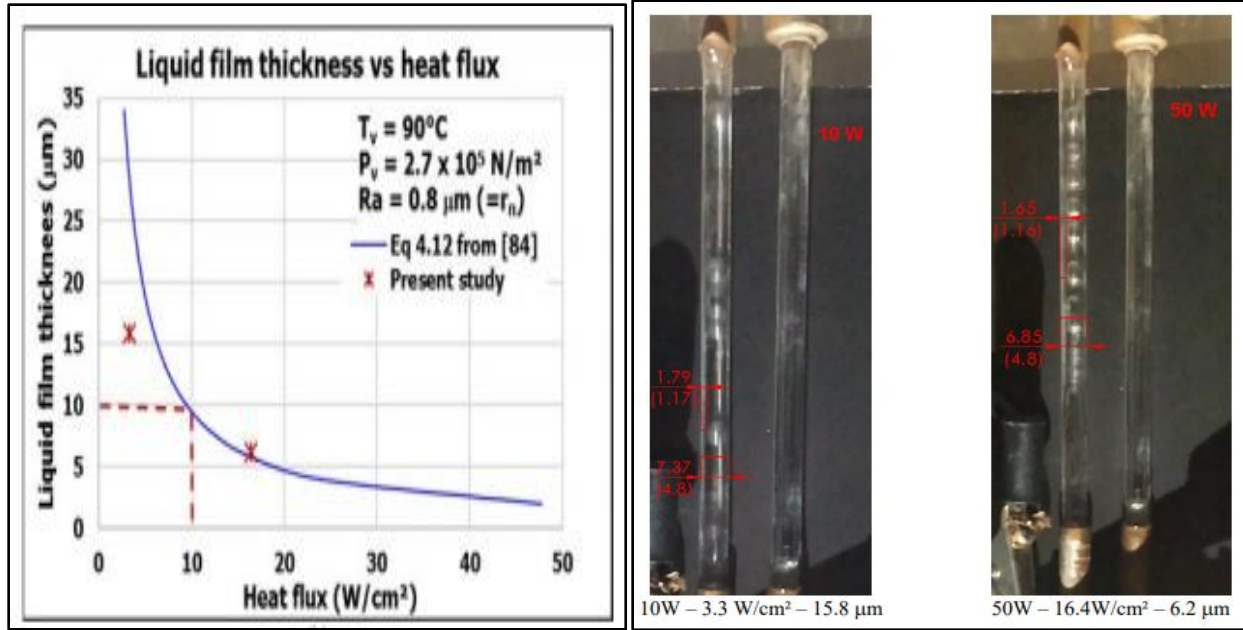 Liquid film thickness vs heat flux
Liquid film thicknees (μm)
35
30
25
20
15
10
5
0
T_v = 90°C
P_v = 2.7 x 10⁵ N/m²
Ra = 0.8 μm (=r_n)
Eq 4.12 from [84]
Present study
0 10 20 30 40 50
Heat flux (W/cm²)
10 W
1.79
(1.17)
7.37
(4.8)
10W – 3.3 W/cm² – 15.8 μm
50 W
1.65
(1.16)
6.85
(4.8)
50W – 16.4W/cm² – 6.2 μm